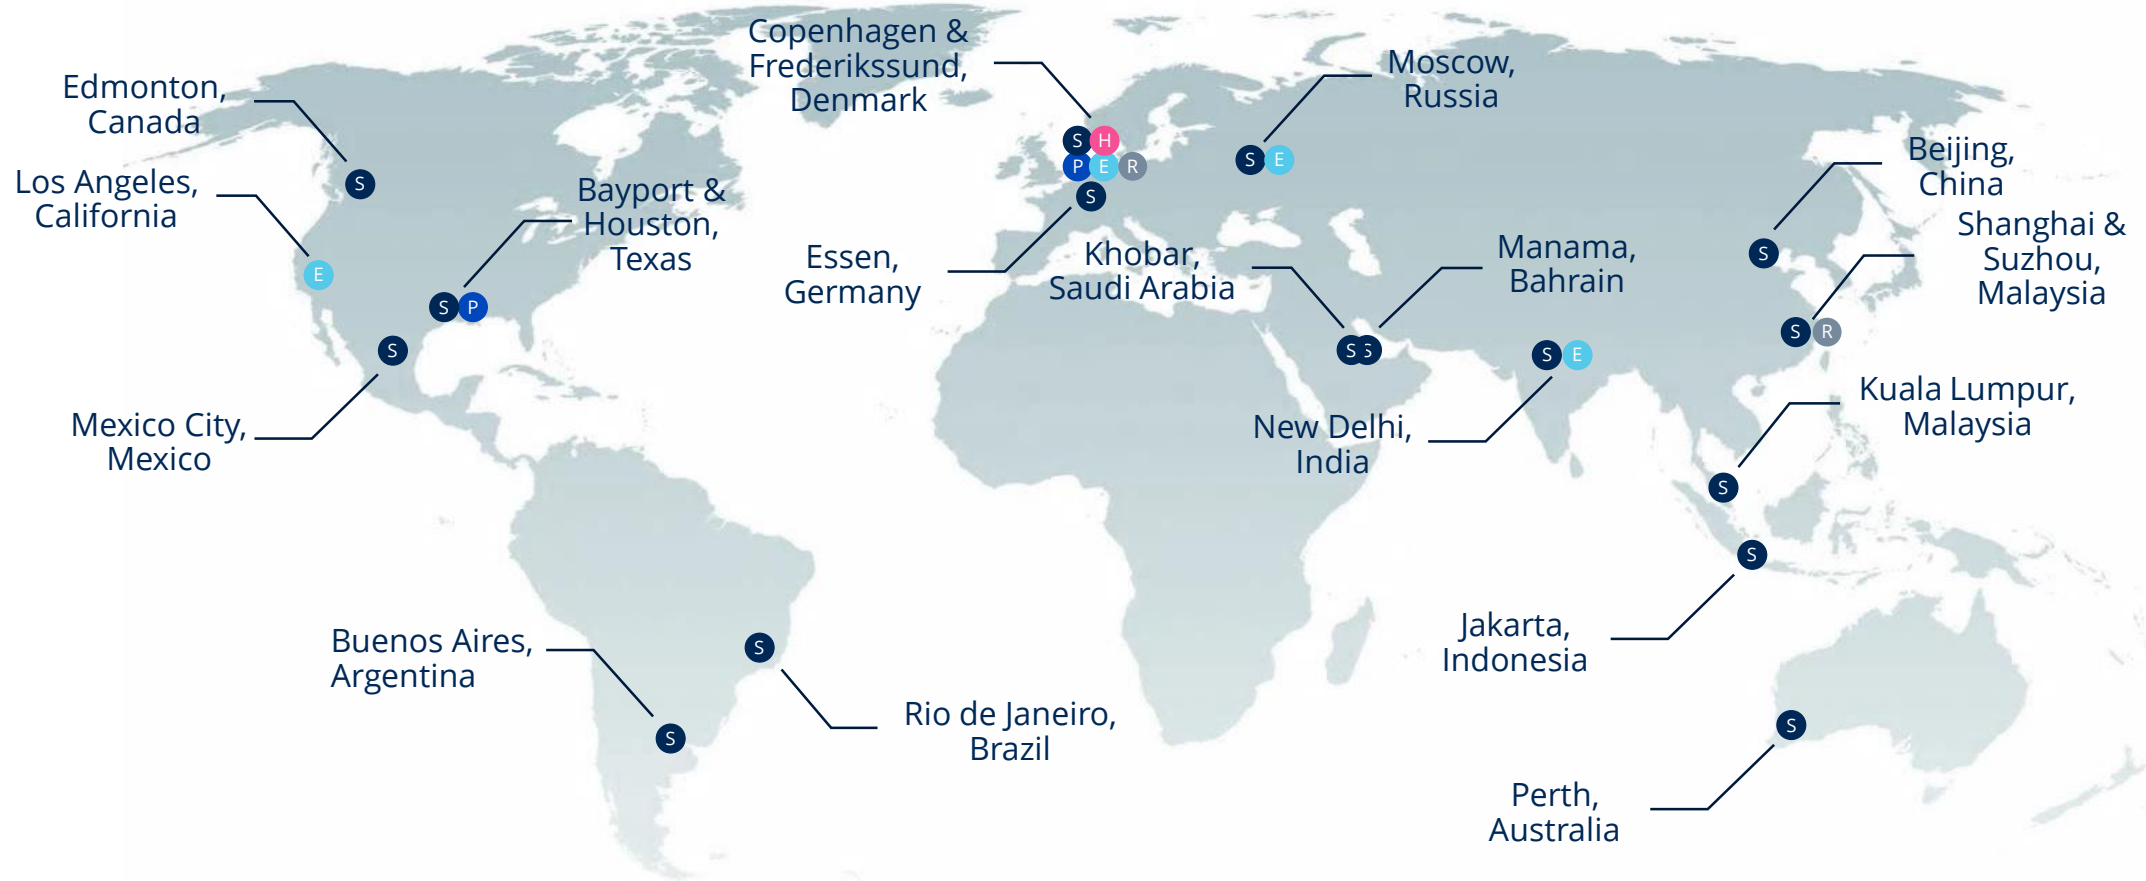 Copenhagen &
Frederikssund,
Denmark
Moscow,
Russia
Edmonton,
Canada
Los Angeles,
California
Bayport &
Houston,
Texas
Beijing,
China
Shanghai &
Suzhou,
Malaysia
Essen,
Germany
Khobar,
Saudi Arabia
Manama,
Bahrain
Mexico City,
Mexico
New Delhi,
India
Kuala Lumpur,
Malaysia
Buenos Aires,
Argentina
Rio de Janeiro,
Brazil
Jakarta,
Indonesia
Perth,
Australia
S H
P E R
S
S E
S
E
S P
S
S
S R
S S
S E
S
S
S
S
S